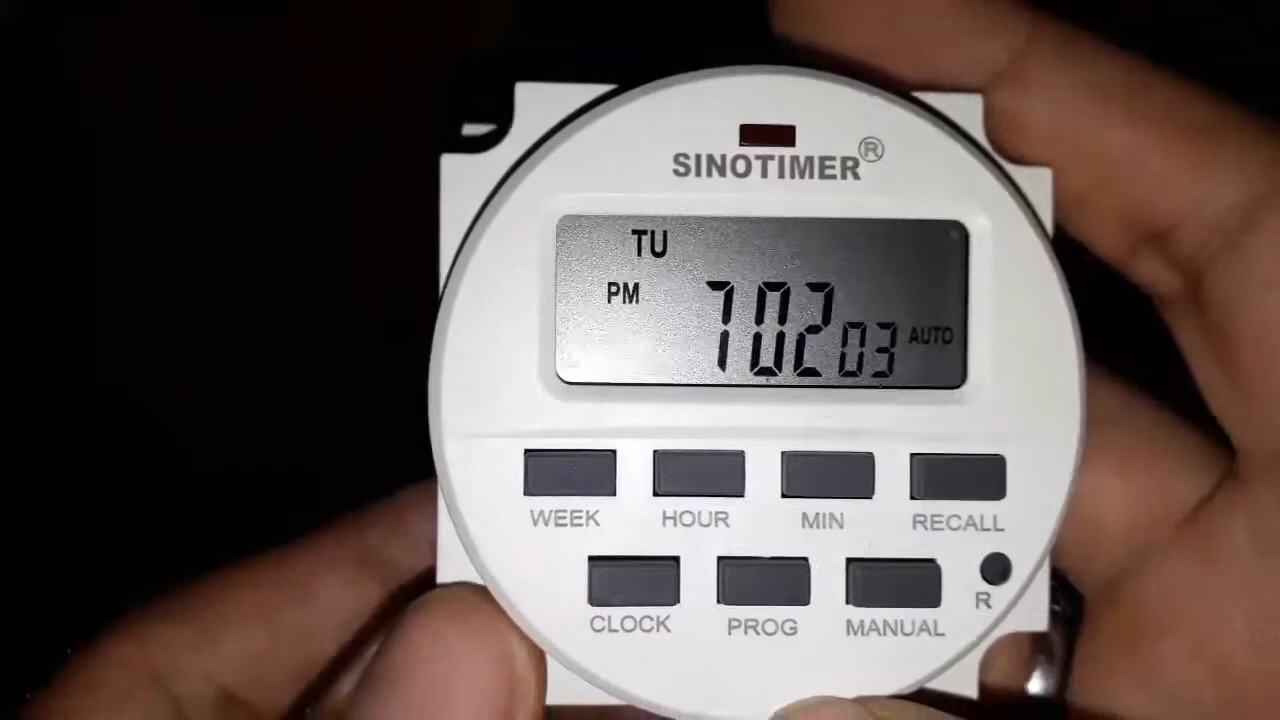 SINOTIMER®
TU
PM 702 03 AUTO
WEEK HOUR MIN RECALL
CLOCK PROG MANUAL R